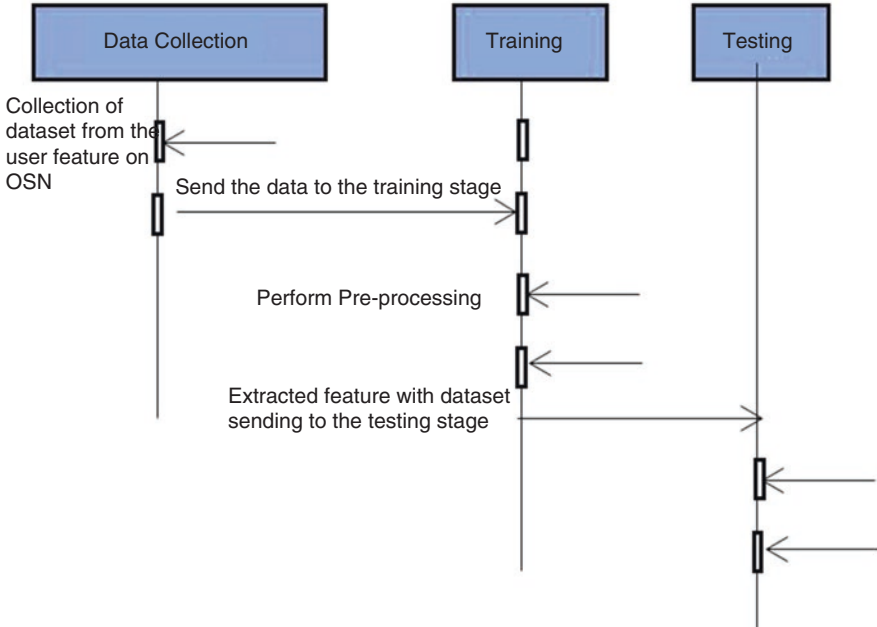 Data Collection
Training
Testing
Collection of
dataset from the
user feature on
OSN
Send the data to the training stage
Perform Pre-processing
Extracted feature with dataset
sending to the testing stage